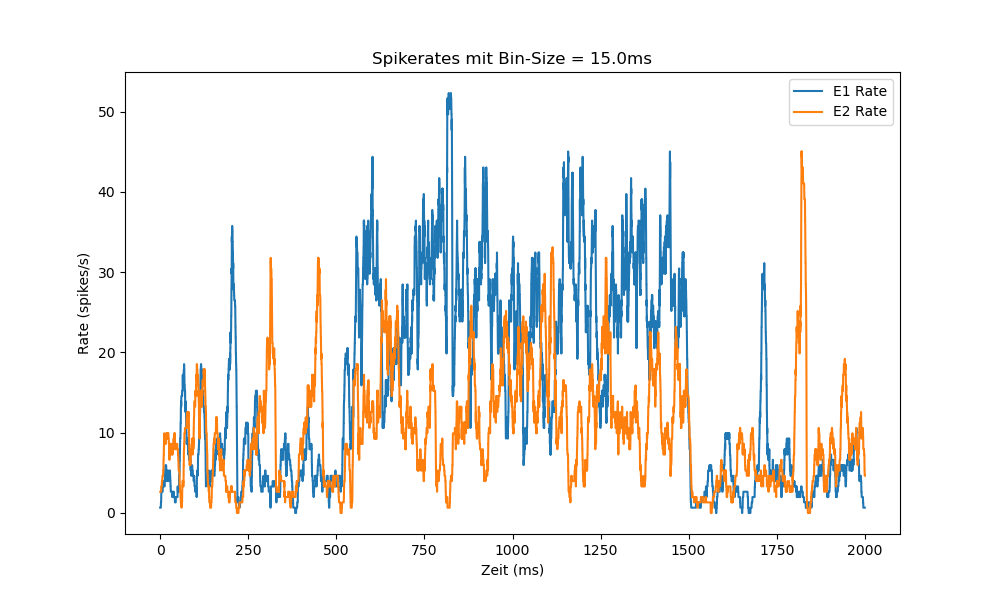 Spikerates mit Bin-Size = 15.0ms
E1 Rate
E2 Rate
50
40
30
20
10
0
Rate (spikes/s)
0 250 500 750 1000 1250 1500 1750 2000
Zeit (ms)